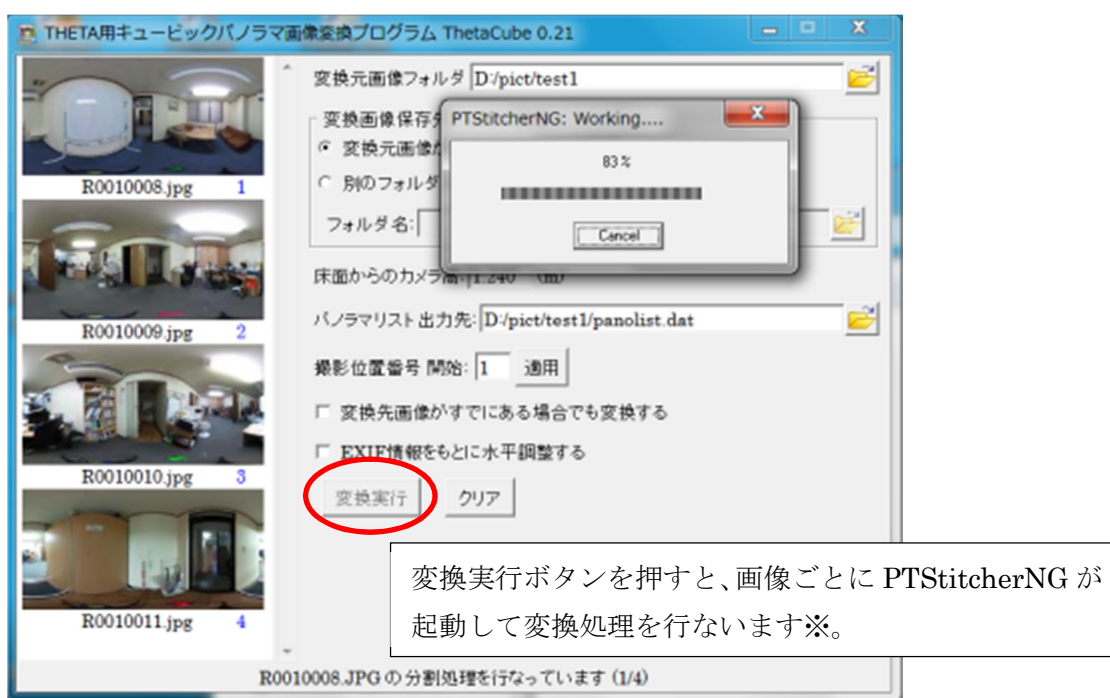 THETA用キュービックパノラマ画像変換プログラム ThetaCube 0.21
R0010008.jpg 1
R0010009.jpg 2
R0010010.jpg 3
R0010011.jpg 4
変換元画像フォルダ D:/pict/test1
変換画像保存先
変換元画像が
別のフォルダ
フォルダ名:
PTStitcherNG: Working....
83%
Cancel
床面からのカメラ高: 1.240 (m)
パノラマリスト出力先: D:/pict/test1/panolist.dat
撮影位置番号 開始: 1 適用
変換先画像がすでにある場合でも変換する
EXIF情報をもとに水平調整する
変換実行 クリア
変換実行ボタンを押すと、画像ごとに PTStitcherNG が
起動して変換処理を行ないます※。
R0010008.JPG の分割処理を行なっています (1/4)